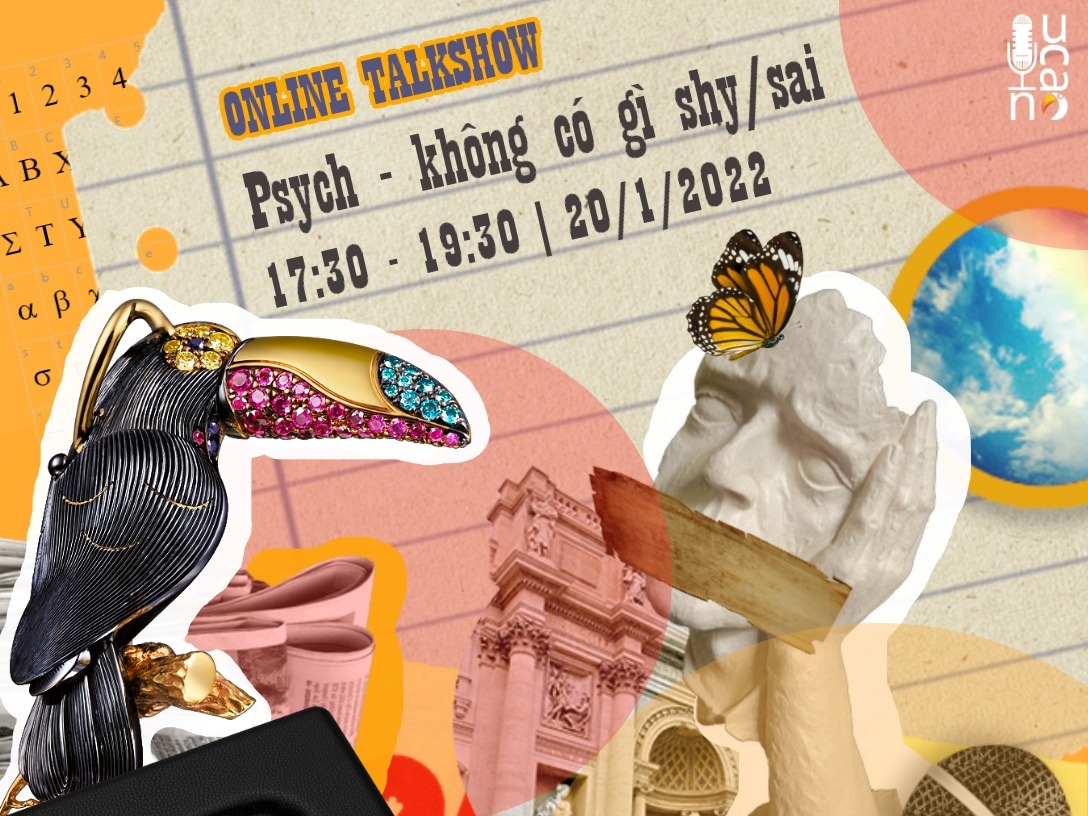 ONLINE TALKSHOW
Psych - không có gì shy/sai
17:30 - 19:30 | 20/1/2022
ucao
n
1 2 3 4
A B X
Σ T Y
α β γ
σ